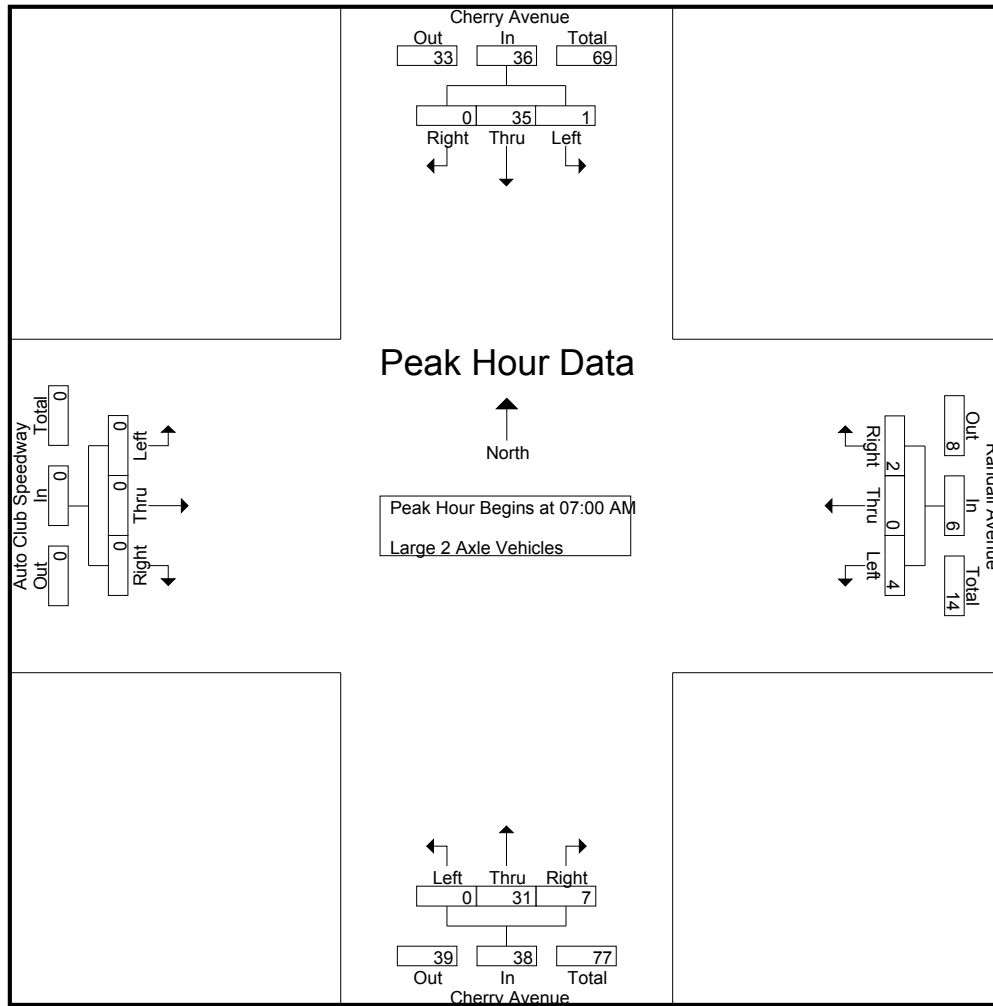 Cherry Avenue
Out In Total
33 36 69
0 35 1
Right Thru Left
Peak Hour Data
North
Peak Hour Begins at 07:00 AM
Large 2 Axle Vehicles
Auto Club Speedway
Total In Out
0 0 0
0 0 0
Left Thru Right
Right Thru Left
2 0 4
8 6 14
Out In Total
Randall Avenue
Left Thru Right
0 31 7
39 38 77
Out In Total
Cherry Avenue